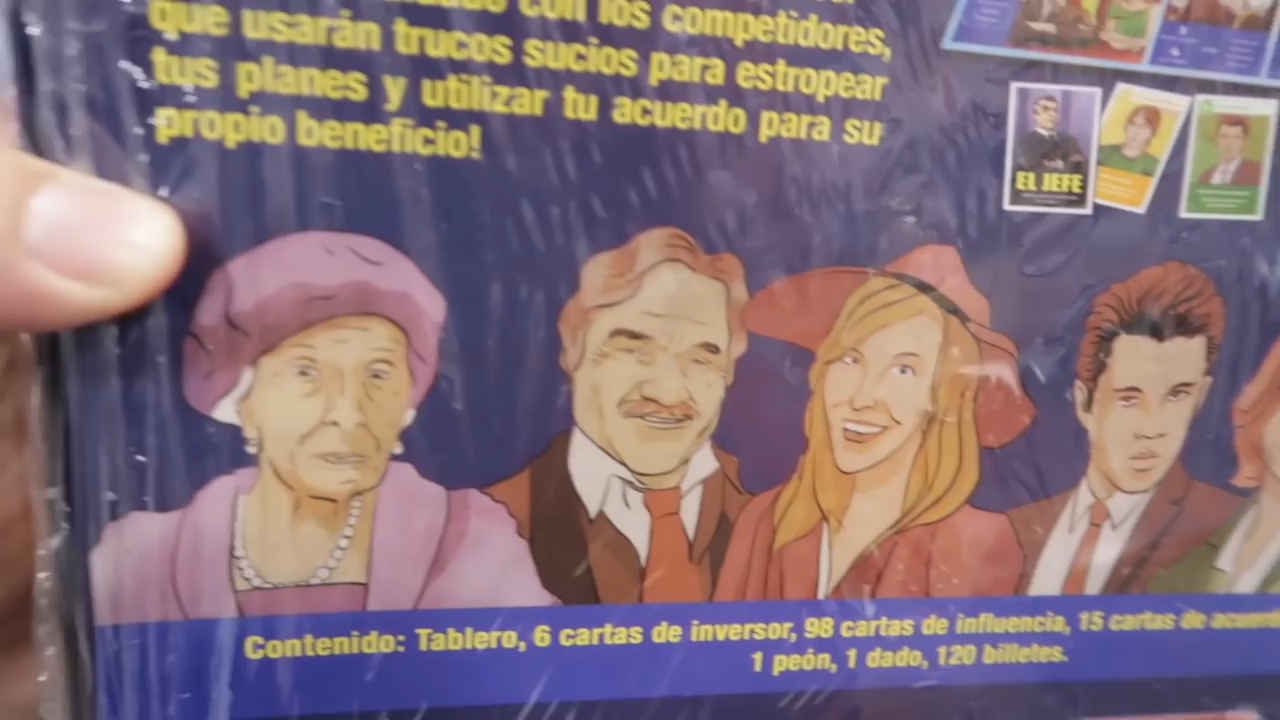 con los competidores,
que usarán trucos sucios para estropear
tus planes y utilizar tu acuerdo para su
propio beneficio!
EL JEFE
Contenido: Tablero, 6 cartas de inversor, 98 cartas de influencia, 15 cartas de
1 peón, 1 dado, 120 billetes.